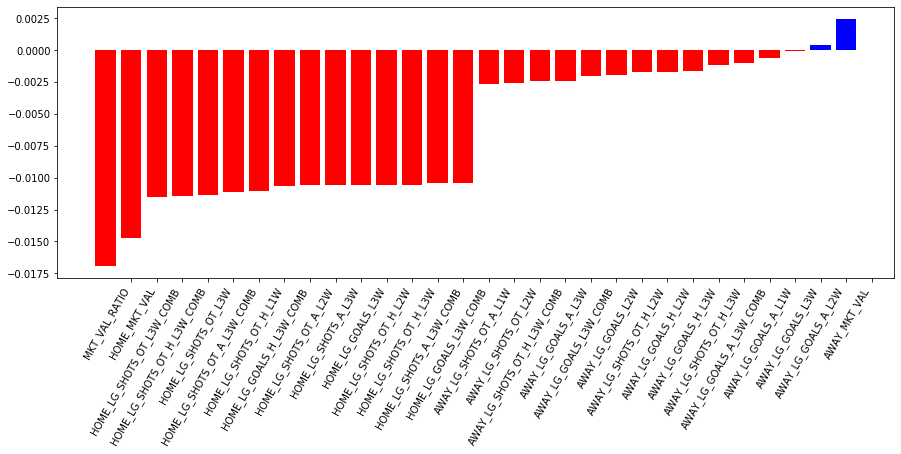 0.0025
0.0000
−0.0025
−0.0050
−0.0075
−0.0100
−0.0125
−0.0150
−0.0175
MKT_VAL_RATIO
HOME_MKT_VAL
HOME_LG_SHOTS_OT_L3W_COMB
HOME_LG_SHOTS_OT_H_L3W_COMB
HOME_LG_SHOTS_OT_L3W
HOME_LG_SHOTS_OT_A_L3W_COMB
HOME_LG_SHOTS_OT_H_L1W
HOME_LG_GOALS_H_L3W_COMB
HOME_LG_SHOTS_OT_A_L2W
HOME_LG_SHOTS_A_L3W
HOME_LG_GOALS_L3W
HOME_LG_SHOTS_OT_H_L2W
HOME_LG_SHOTS_OT_H_L3W
HOME_LG_SHOTS_A_L3W_COMB
HOME_LG_GOALS_L3W_COMB
AWAY_LG_SHOTS_OT_A_L1W
AWAY_LG_SHOTS_OT_L2W
AWAY_LG_SHOTS_OT_H_L3W_COMB
AWAY_LG_GOALS_A_L3W
AWAY_LG_GOALS_L3W_COMB
AWAY_LG_GOALS_L2W
AWAY_LG_SHOTS_OT_H_L2W
AWAY_LG_GOALS_H_L2W
AWAY_LG_GOALS_H_L3W
AWAY_LG_SHOTS_OT_H_L3W
AWAY_LG_GOALS_A_L3W_COMB
AWAY_LG_GOALS_A_L1W
AWAY_LG_GOALS_L3W
AWAY_LG_GOALS_A_L2W
AWAY_MKT_VAL